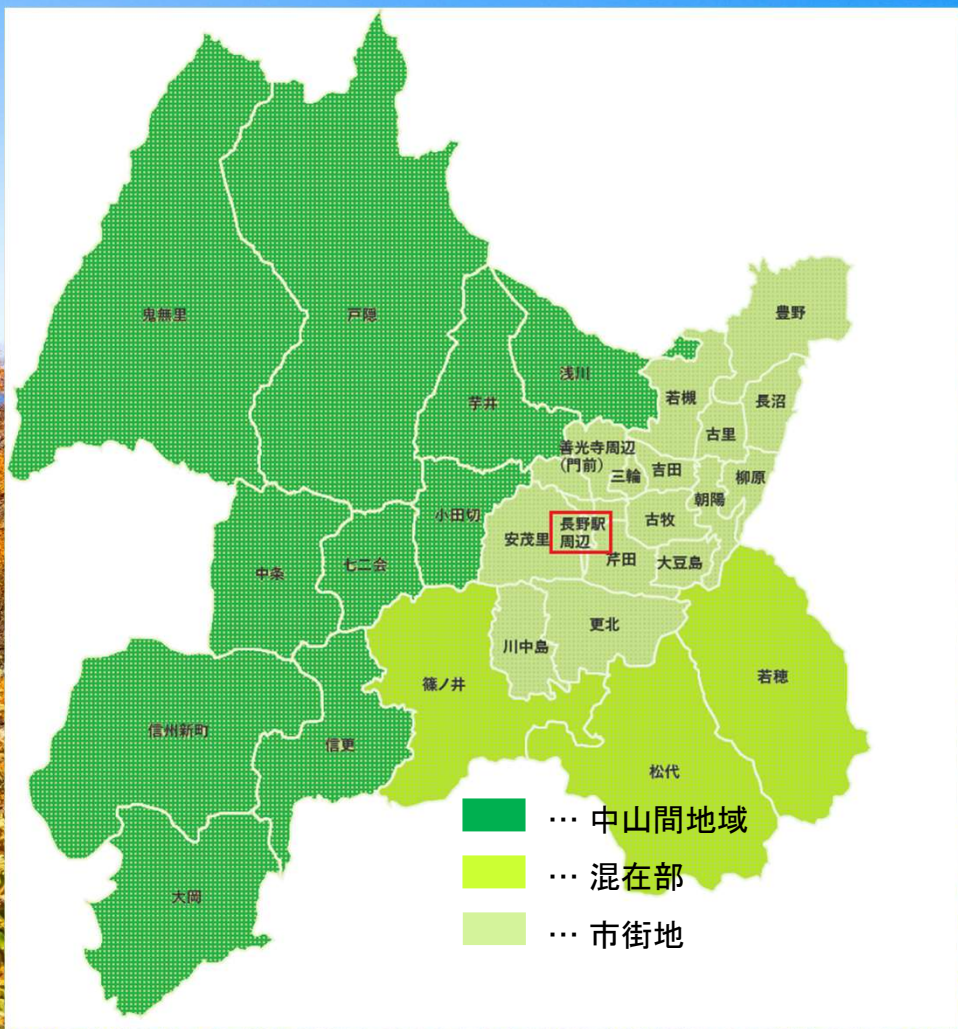 鬼無里
戸隠
豊野
浅川
芋井
若槻
長沼
古里
善光寺周辺
(門前)
三輪
吉田
柳原
朝陽
小田切
古牧
長野駅
周辺
安茂里
芹田
大豆島
中条
七二会
更北
川中島
若穂
篠ノ井
信州新町
信更
松代
大岡
… 中山間地域
… 混在部
… 市街地